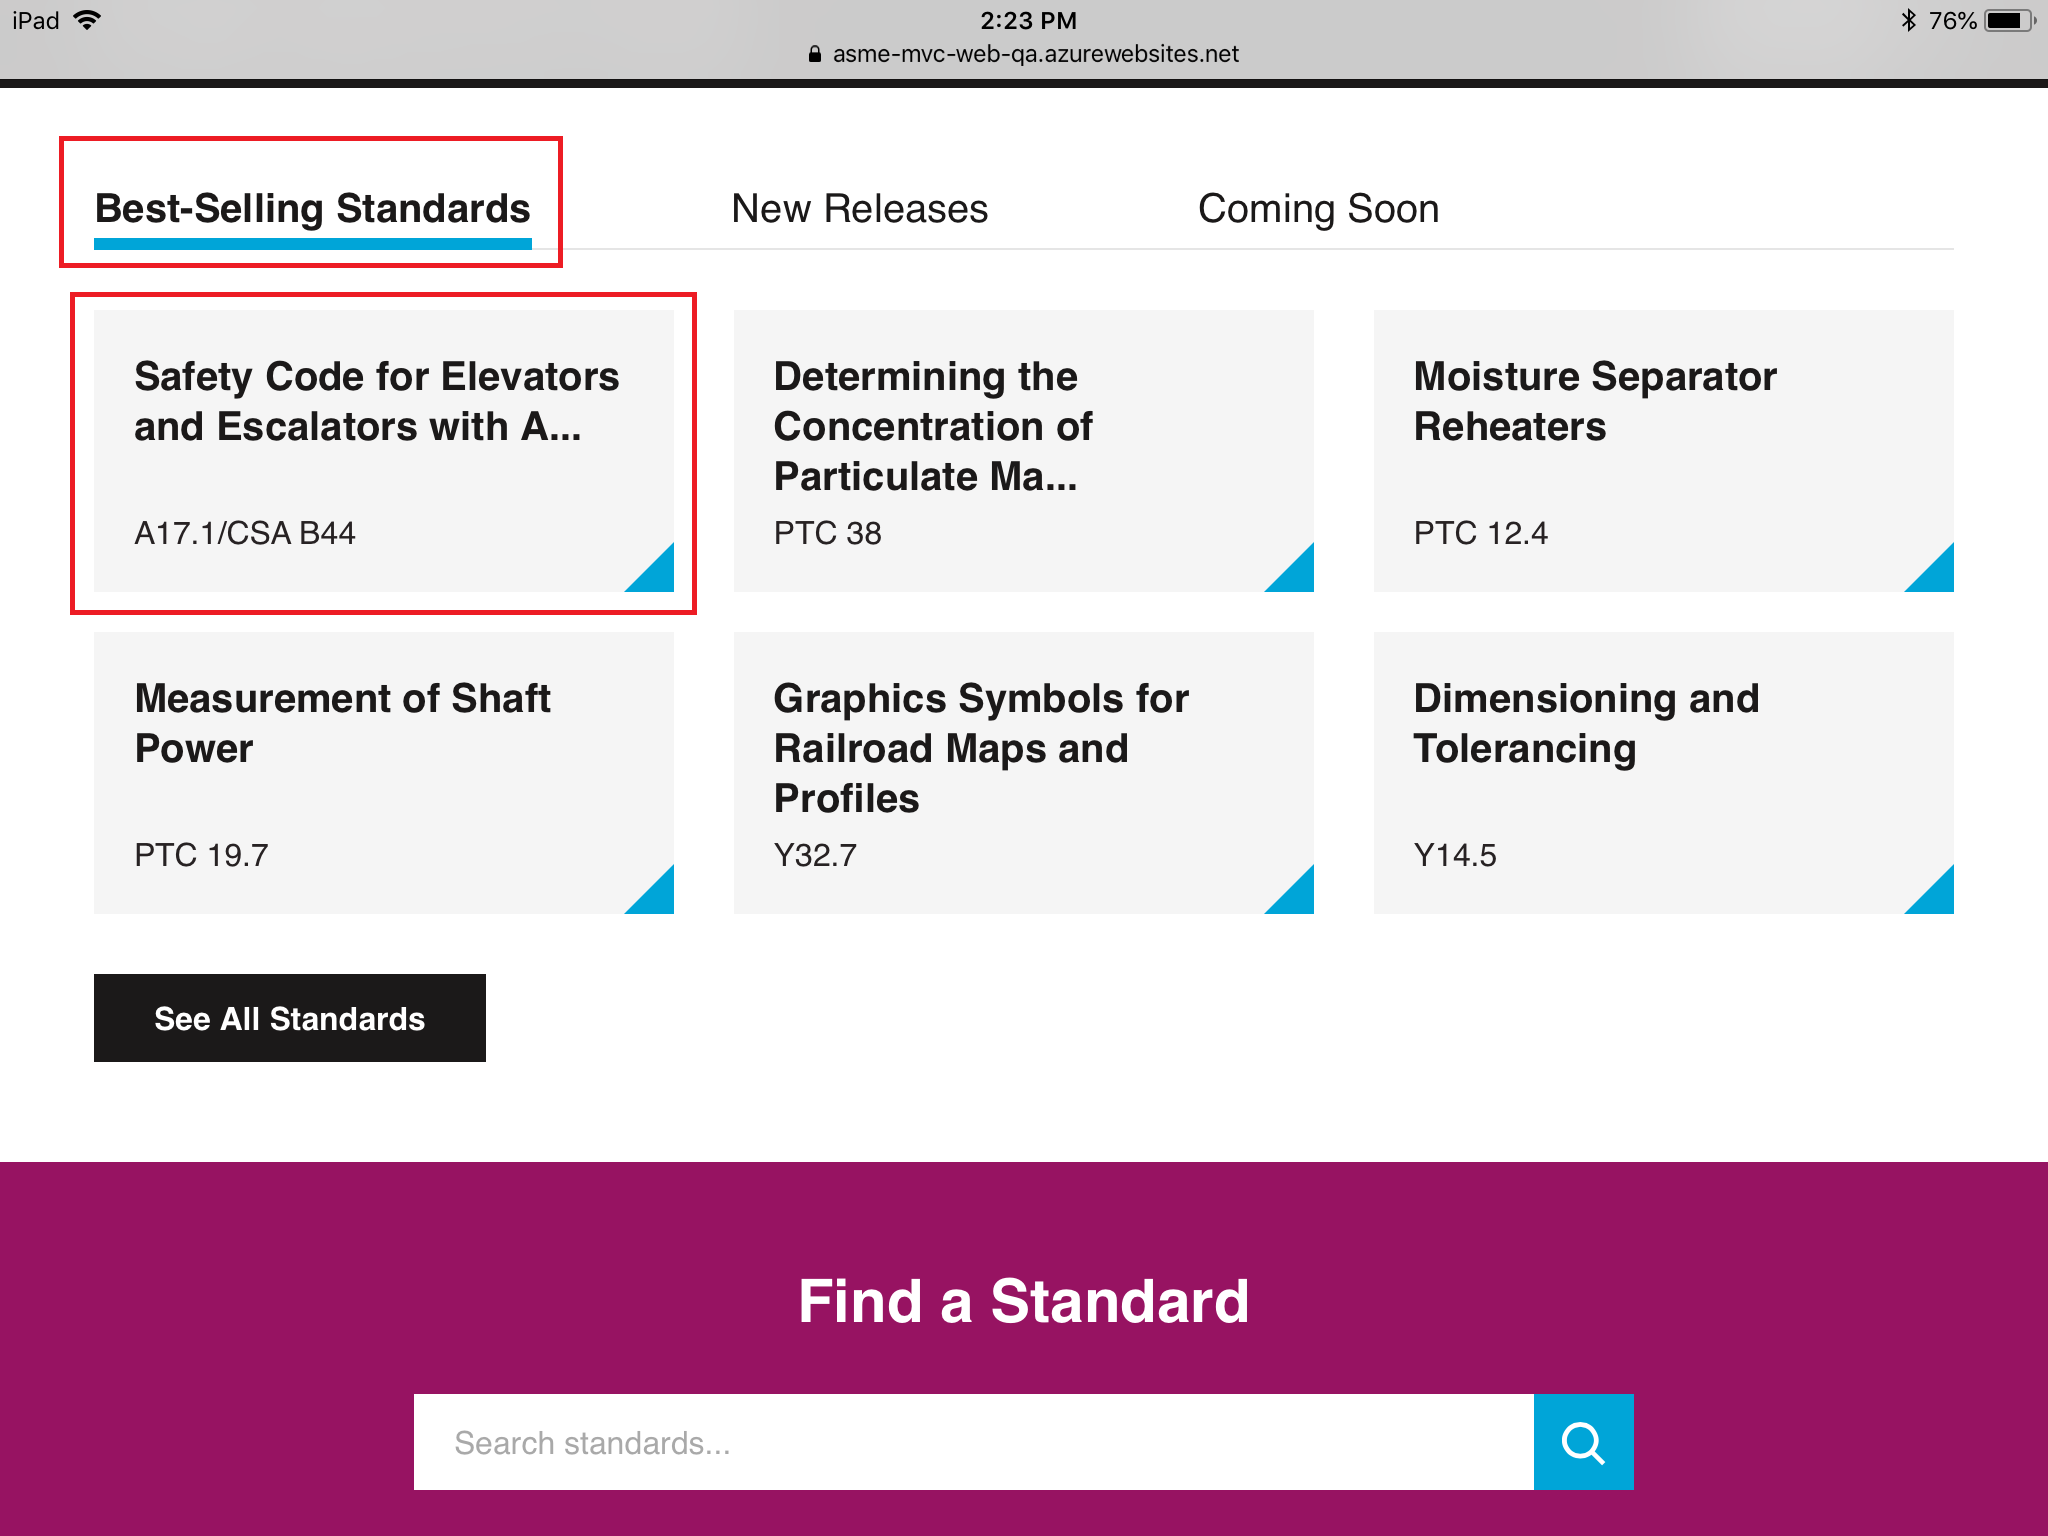 iPad
2:23 PM
76%
asme-mvc-web-qa.azurewebsites.net
Best-Selling Standards
New Releases
Coming Soon
Safety Code for Elevators
and Escalators with A...
A17.1/CSA B44
Determining the
Concentration of
Particulate Ma...
PTC 38
Moisture Separator
Reheaters
PTC 12.4
Measurement of Shaft
Power
PTC 19.7
Graphics Symbols for
Railroad Maps and
Profiles
Y32.7
Dimensioning and
Tolerancing
Y14.5
See All Standards
Find a Standard
Search standards...